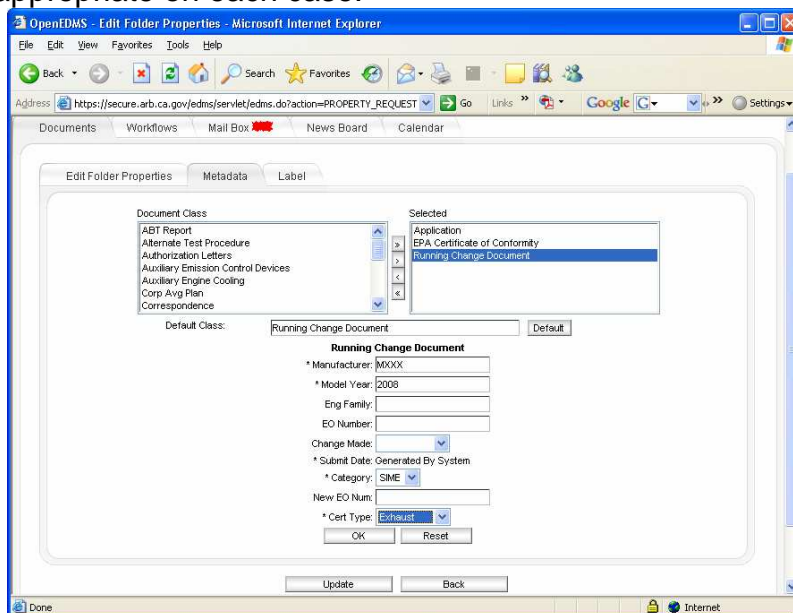 appropriate on each case.
OpenEDMS - Edit Folder Properties - Microsoft Internet Explorer
File Edit View Favorites Tools Help
Back Search Favorites
Address https://secure.arb.ca.gov/edms/servlet/edms.do?action=PROPERTY_REQUEST Go Links » Google G » Settings
Documents Workflows Mail Box News Board Calendar
Edit Folder Properties Metadata Label
Document Class Selected
ABT Report Application
Alternate Test Procedure » EPA Certificate of Conformity
Authorization Letters › Running Change Document
Auxiliary Emission Control Devices
Auxiliary Engine Cooling ‹
Corp Avg Plan «
Correspondence
Default Class: Running Change Document Default
Running Change Document
* Manufacturer: MXXX
* Model Year: 2008
Eng Family:
EO Number:
Change Made:
* Submit Date: Generated By System
* Category: SIME
New EO Num:
* Cert Type: Exhaust
OK Reset
Update Back
Done Internet